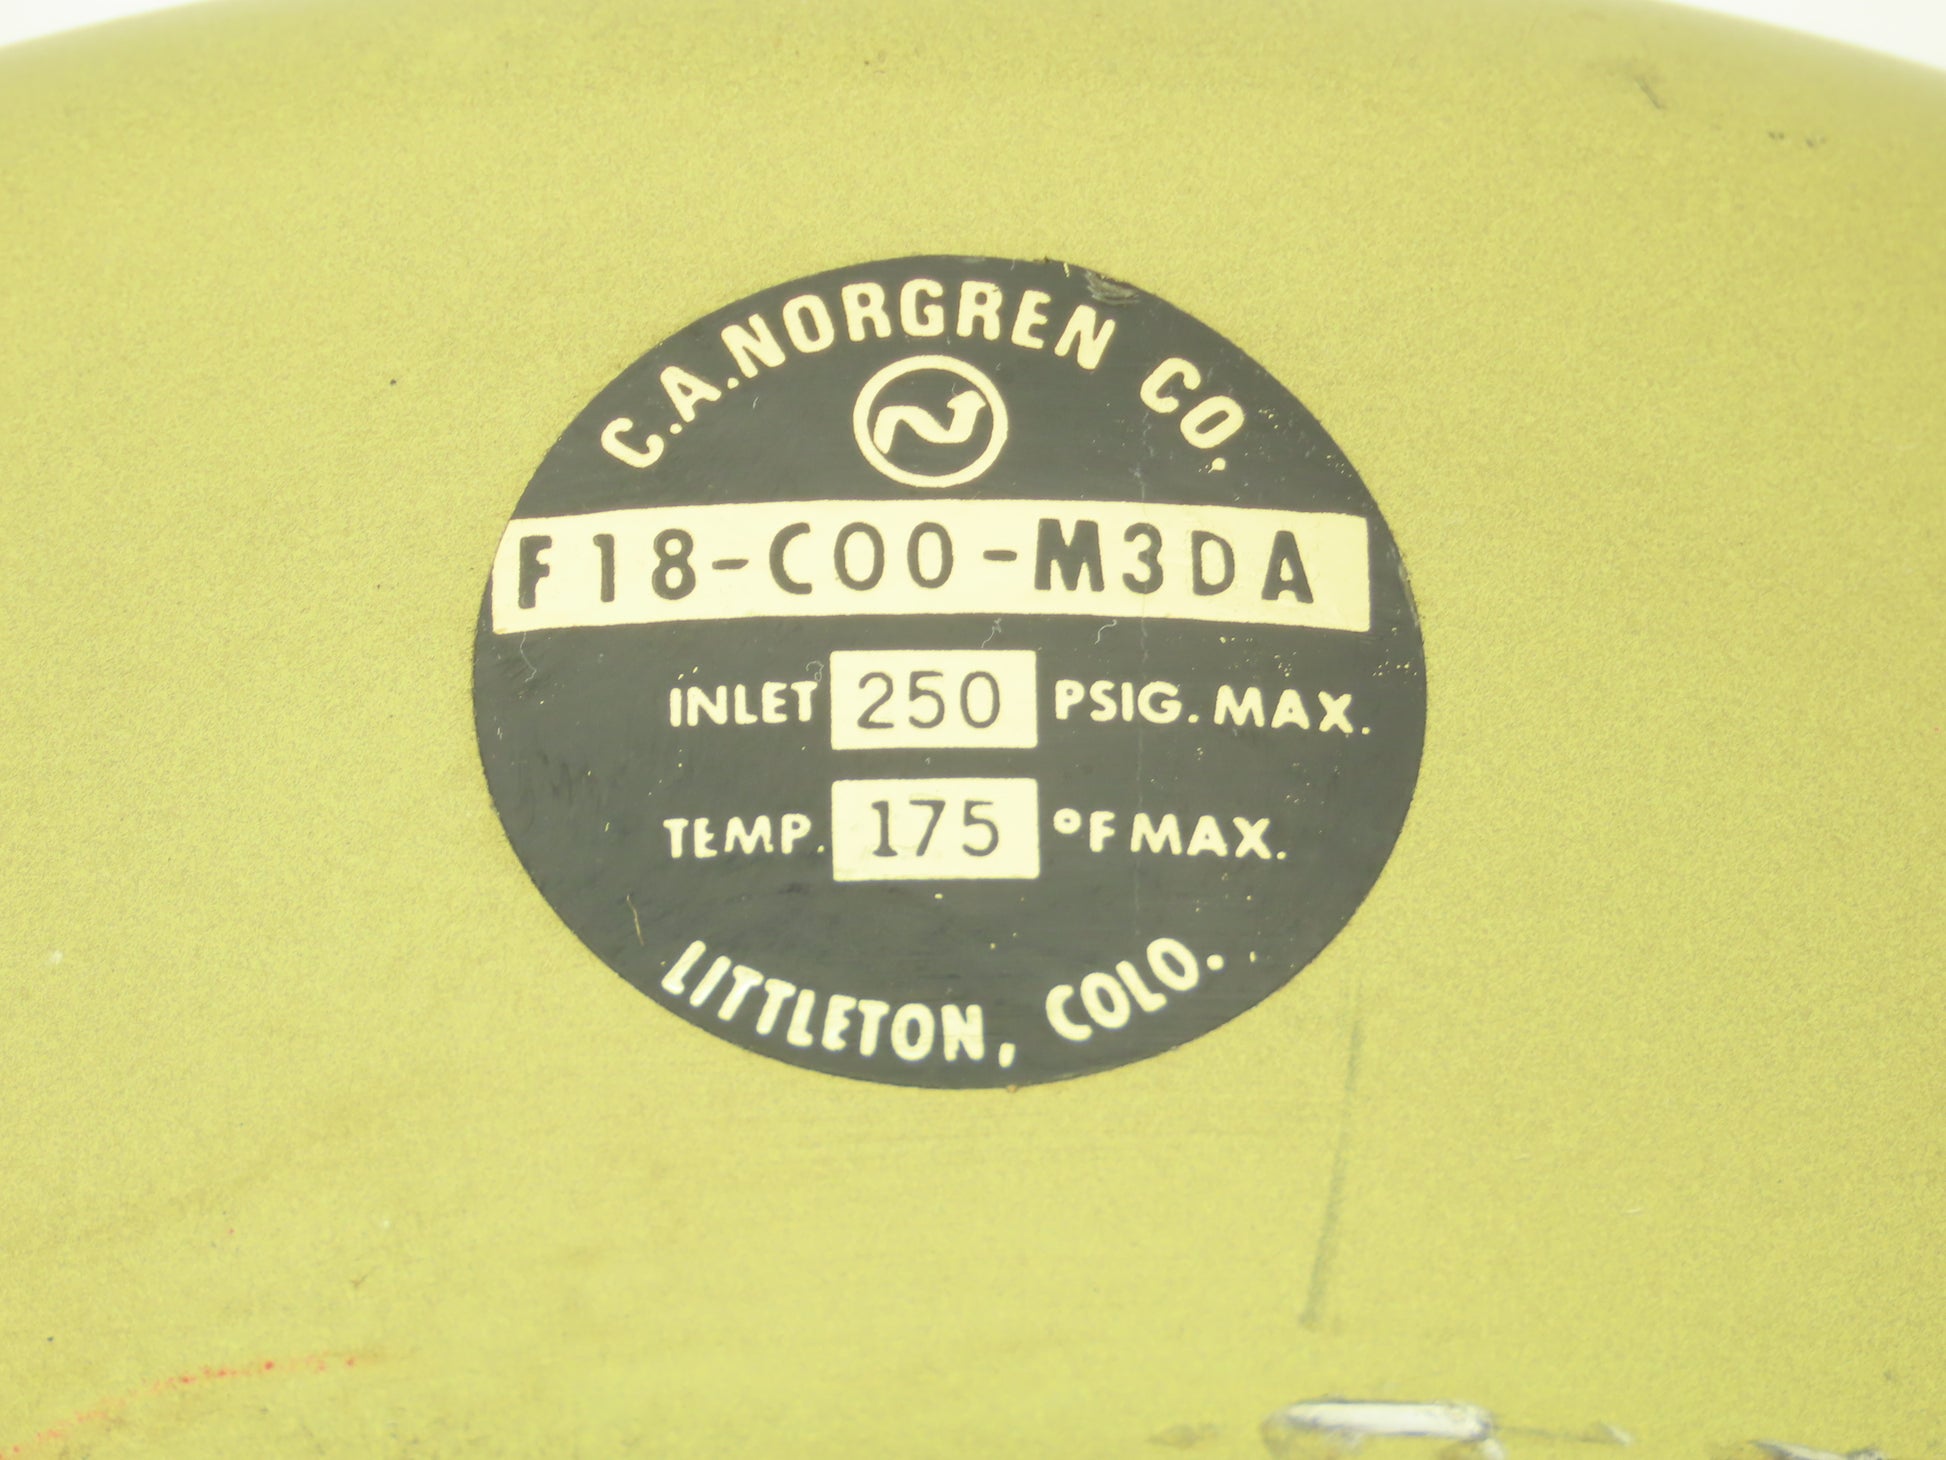 C.A. NORGREN CO.
F18-C00-M3DA
INLET 250 PSIG. MAX.
TEMP. 175 °F MAX.
LITTLETON, COLO.